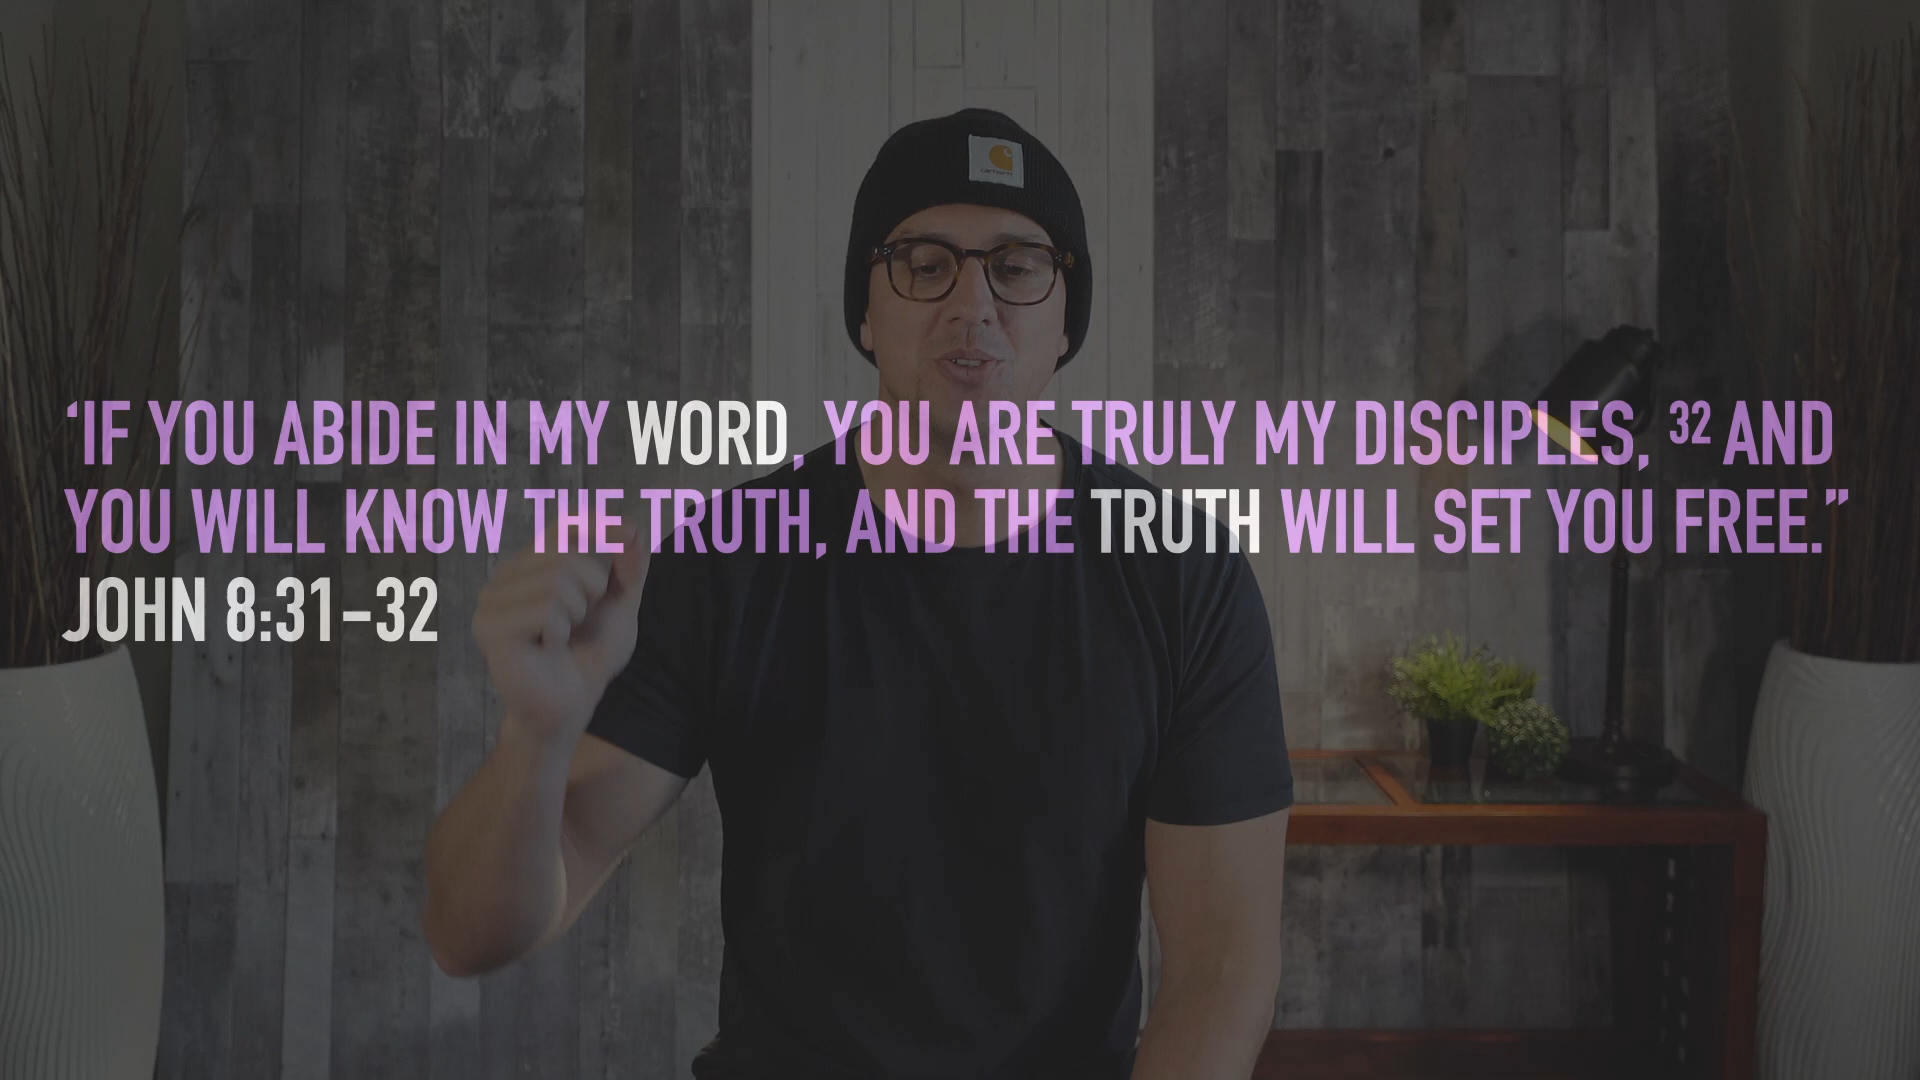 ‘IF YOU ABIDE IN MY WORD, YOU ARE TRULY MY DISCIPLES, ³² AND
YOU WILL KNOW THE TRUTH, AND THE TRUTH WILL SET YOU FREE.”
JOHN 8:31–32
carhartt